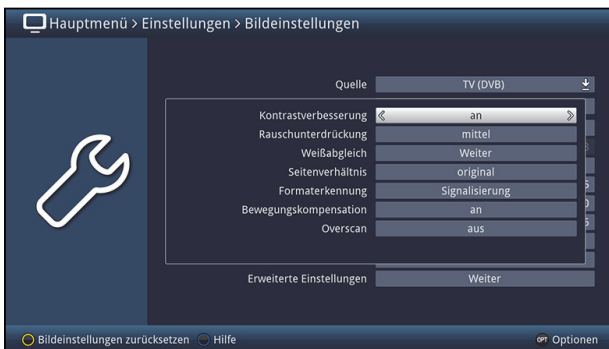 Hauptmenü > Einstellungen > Bildeinstellungen
Quelle TV (DVB)
Kontrastverbesserung an
Rauschunterdrückung mittel
Weißabgleich Weiter
Seitenverhältnis original
Formaterkennung Signalisierung
Bewegungskompensation an
Overscan aus
Erweiterte Einstellungen Weiter
Bildeinstellungen zurücksetzen Hilfe OPT Optionen